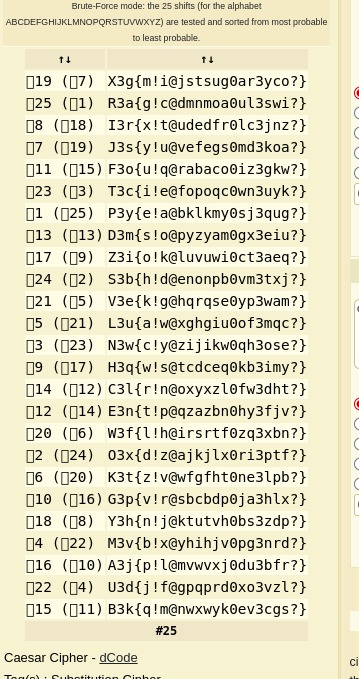 Brute-Force mode: the 25 shifts (for the alphabet
ABCDEFGHIJKLMNOPQRSTUVWXYZ) are tested and sorted from most probable
to least probable.
↑↓ ↑↓
▯19 (▯7) X3g{m!i@jstsug0ar3yco?}
▯25 (▯1) R3a{g!c@dmnmoa0ul3swi?}
▯8 (▯18) I3r{x!t@udedfr0lc3jnz?}
▯7 (▯19) J3s{y!u@vefegs0md3koa?}
▯11 (▯15) F3o{u!q@rabaco0iz3gkw?}
▯23 (▯3) T3c{i!e@fopoqc0wn3uyk?}
▯1 (▯25) P3y{e!a@bklkmy0sj3qug?}
▯13 (▯13) D3m{s!o@pyzyam0gx3eiu?}
▯17 (▯9) Z3i{o!k@luvuwi0ct3aeq?}
▯24 (▯2) S3b{h!d@enonpb0vm3txj?}
▯21 (▯5) V3e{k!g@hqrqse0yp3wam?}
▯5 (▯21) L3u{a!w@xghgiu0of3mqc?}
▯3 (▯23) N3w{c!y@zijikw0qh3ose?}
▯9 (▯17) H3q{w!s@tcdceq0kb3imy?}
▯14 (▯12) C3l{r!n@oxyxzl0fw3dht?}
▯12 (▯14) E3n{t!p@qzazbn0hy3fjv?}
▯20 (▯6) W3f{l!h@irsrtf0zq3xbn?}
▯2 (▯24) O3x{d!z@ajkjlx0ri3ptf?}
▯6 (▯20) K3t{z!v@wfgfht0ne3lpb?}
▯10 (▯16) G3p{v!r@sbcbdp0ja3hlx?}
▯18 (▯8) Y3h{n!j@ktutvh0bs3zdp?}
▯4 (▯22) M3v{b!x@yhihjv0pg3nrd?}
▯16 (▯10) A3j{p!l@mvwvxj0du3bfr?}
▯22 (▯4) U3d{j!f@gpqprd0xo3vzl?}
▯15 (▯11) B3k{q!m@nwxwyk0ev3cgs?}
#25
Caesar Cipher - dCode
Tag(s) : Substitution Cipher
ci